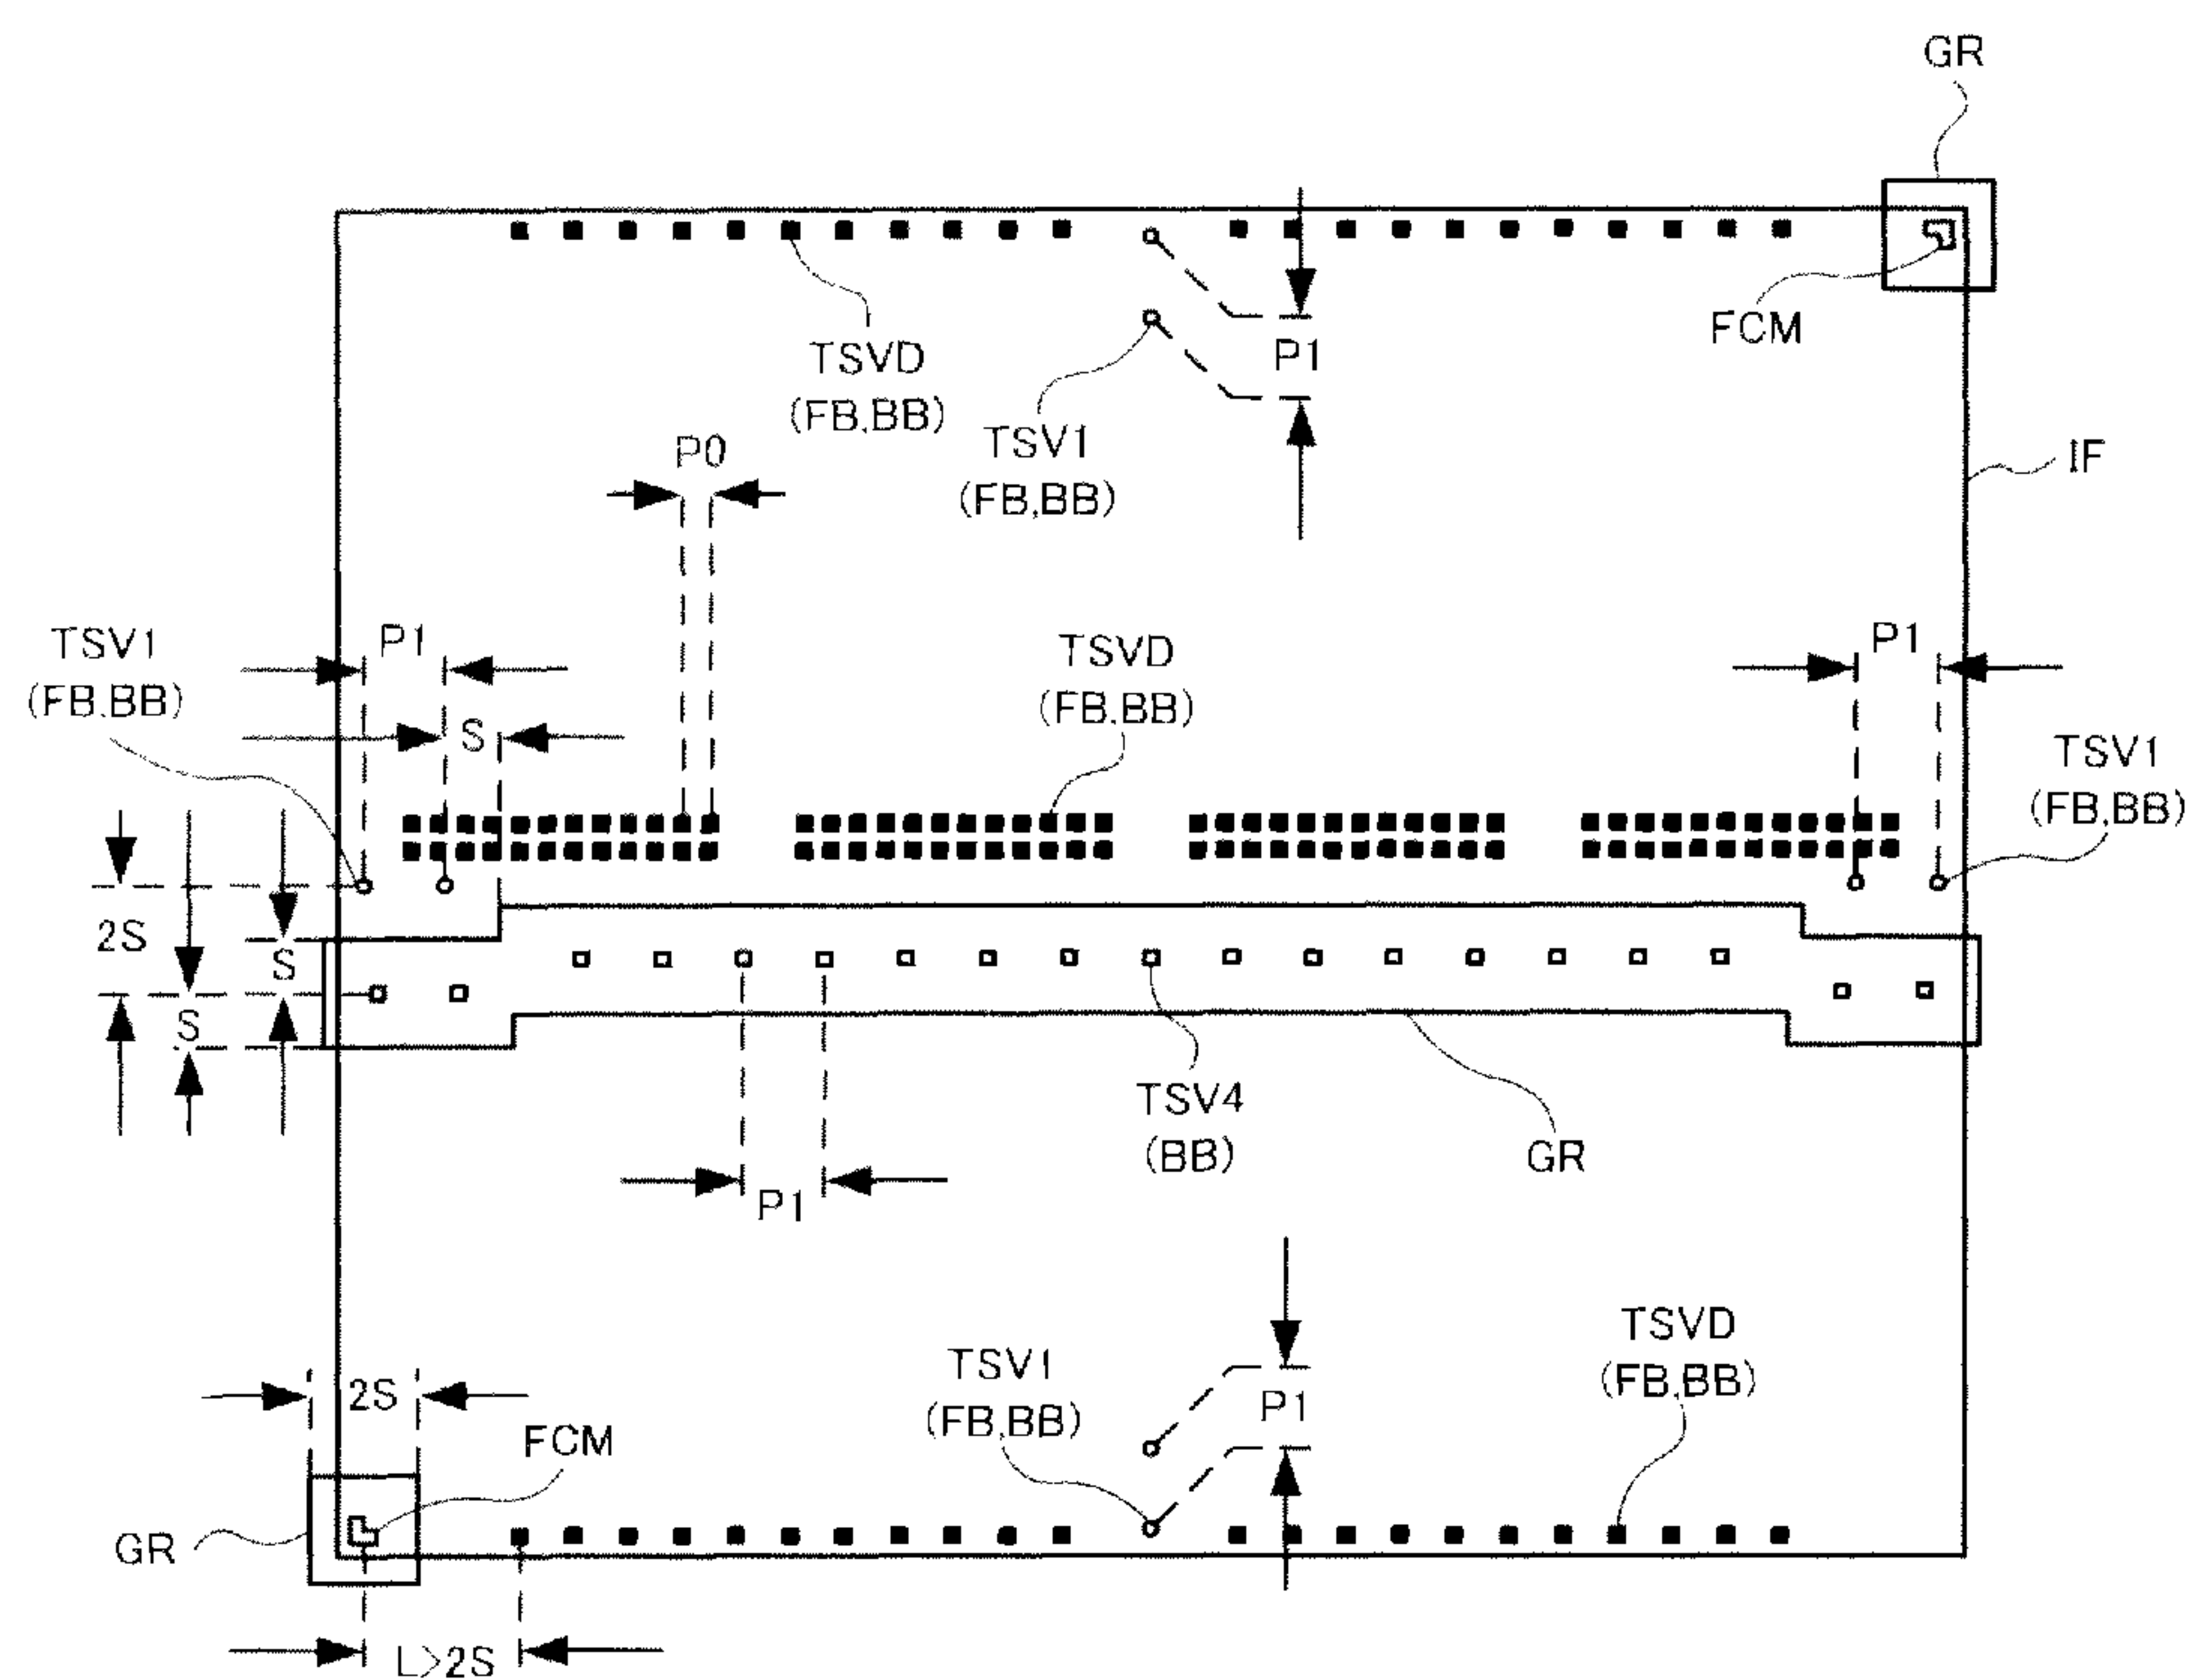 GR
FCM
TSVD
(FB,BB)
TSV1
(FB,BB)
P1
P0
IF
TSV1
(FB,BB)
P1
S
TSVD
(FB,BB)
P1
TSV1
(FB,BB)
2S
S
S
TSV4
(BB)
GR
P1
2S
FCM
GR
TSV1
(FB,BB)
P1
TSVD
(FB,BB)
L>2S